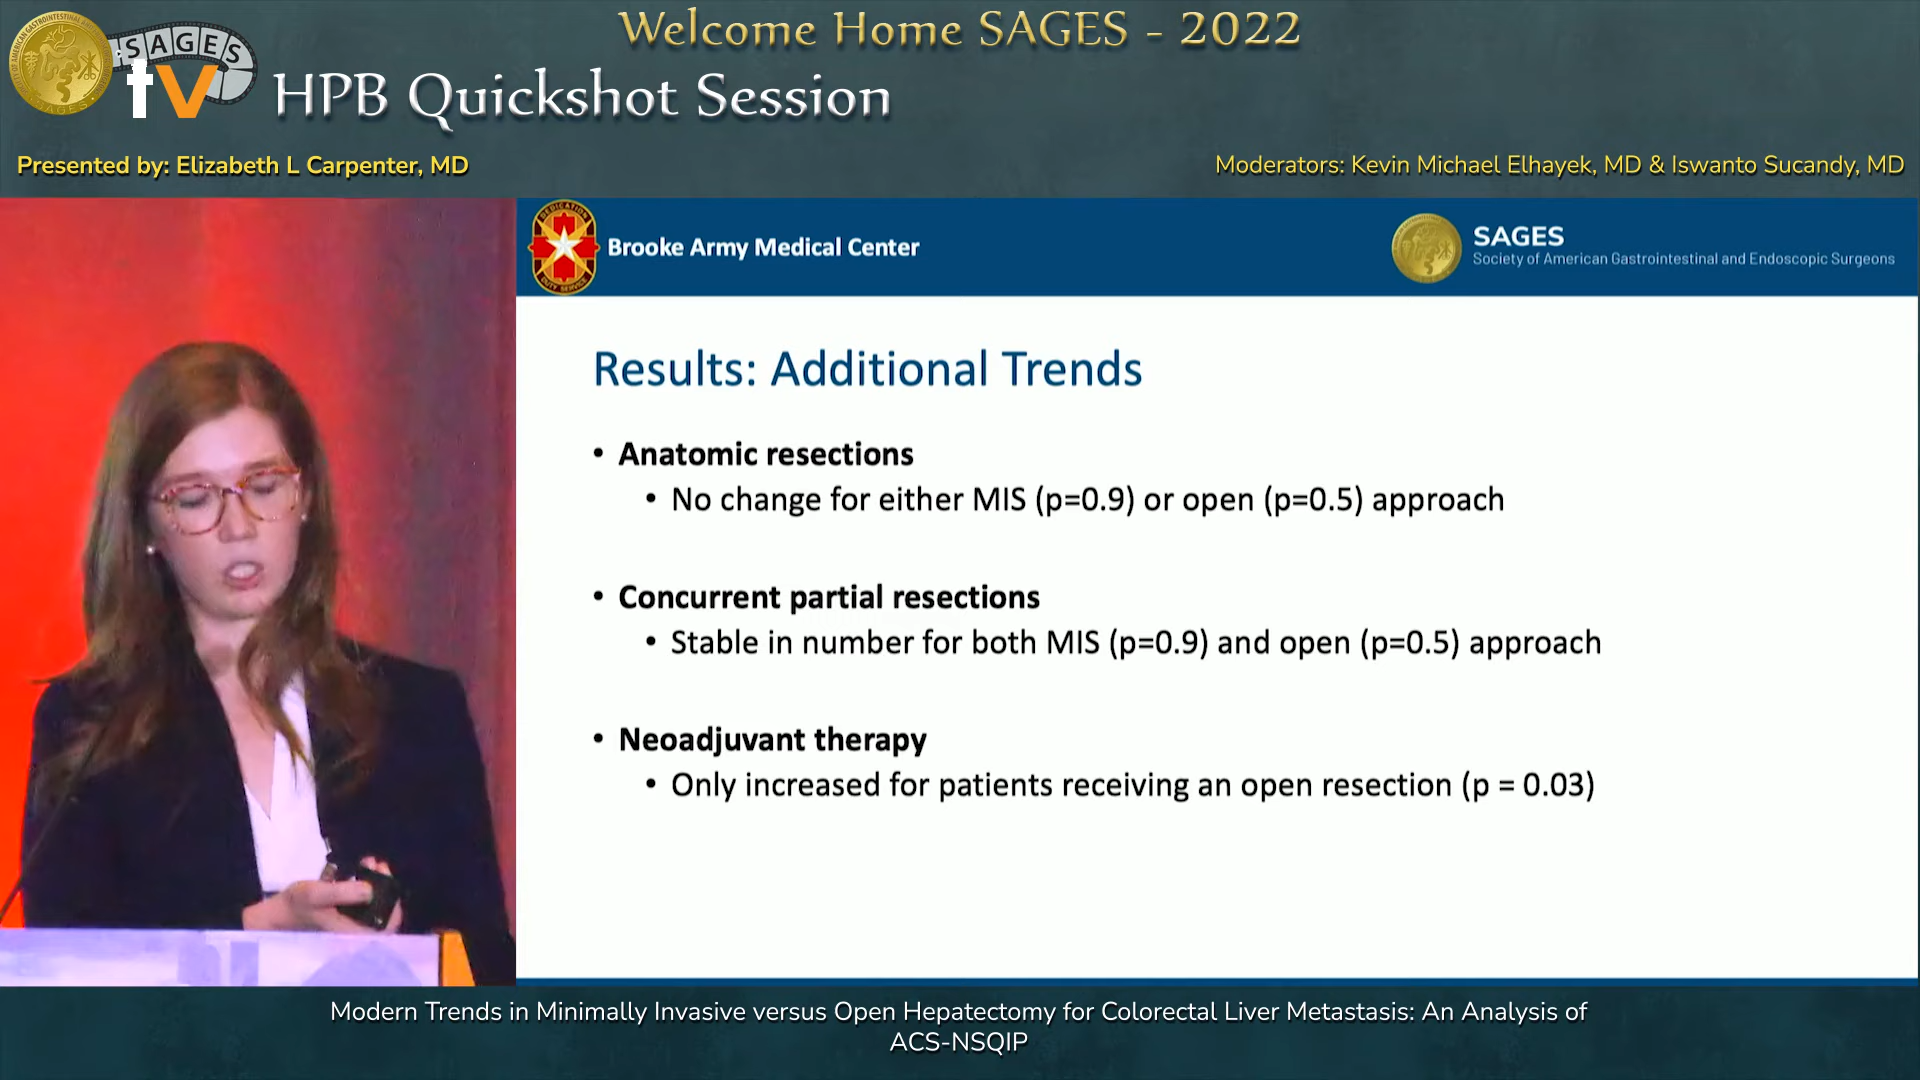 Welcome Home SAGES - 2022
SAGES
tv
HPB Quickshot Session
Presented by: Elizabeth L Carpenter, MD
Moderators: Kevin Michael Elhayek, MD & Iswanto Sucandy, MD
Brooke Army Medical Center
SAGES
Society of American Gastrointestinal and Endoscopic Surgeons
Results: Additional Trends
• Anatomic resections
• No change for either MIS (p=0.9) or open (p=0.5) approach
• Concurrent partial resections
• Stable in number for both MIS (p=0.9) and open (p=0.5) approach
• Neoadjuvant therapy
• Only increased for patients receiving an open resection (p = 0.03)
Modern Trends in Minimally Invasive versus Open Hepatectomy for Colorectal Liver Metastasis: An Analysis of
ACS-NSQIP